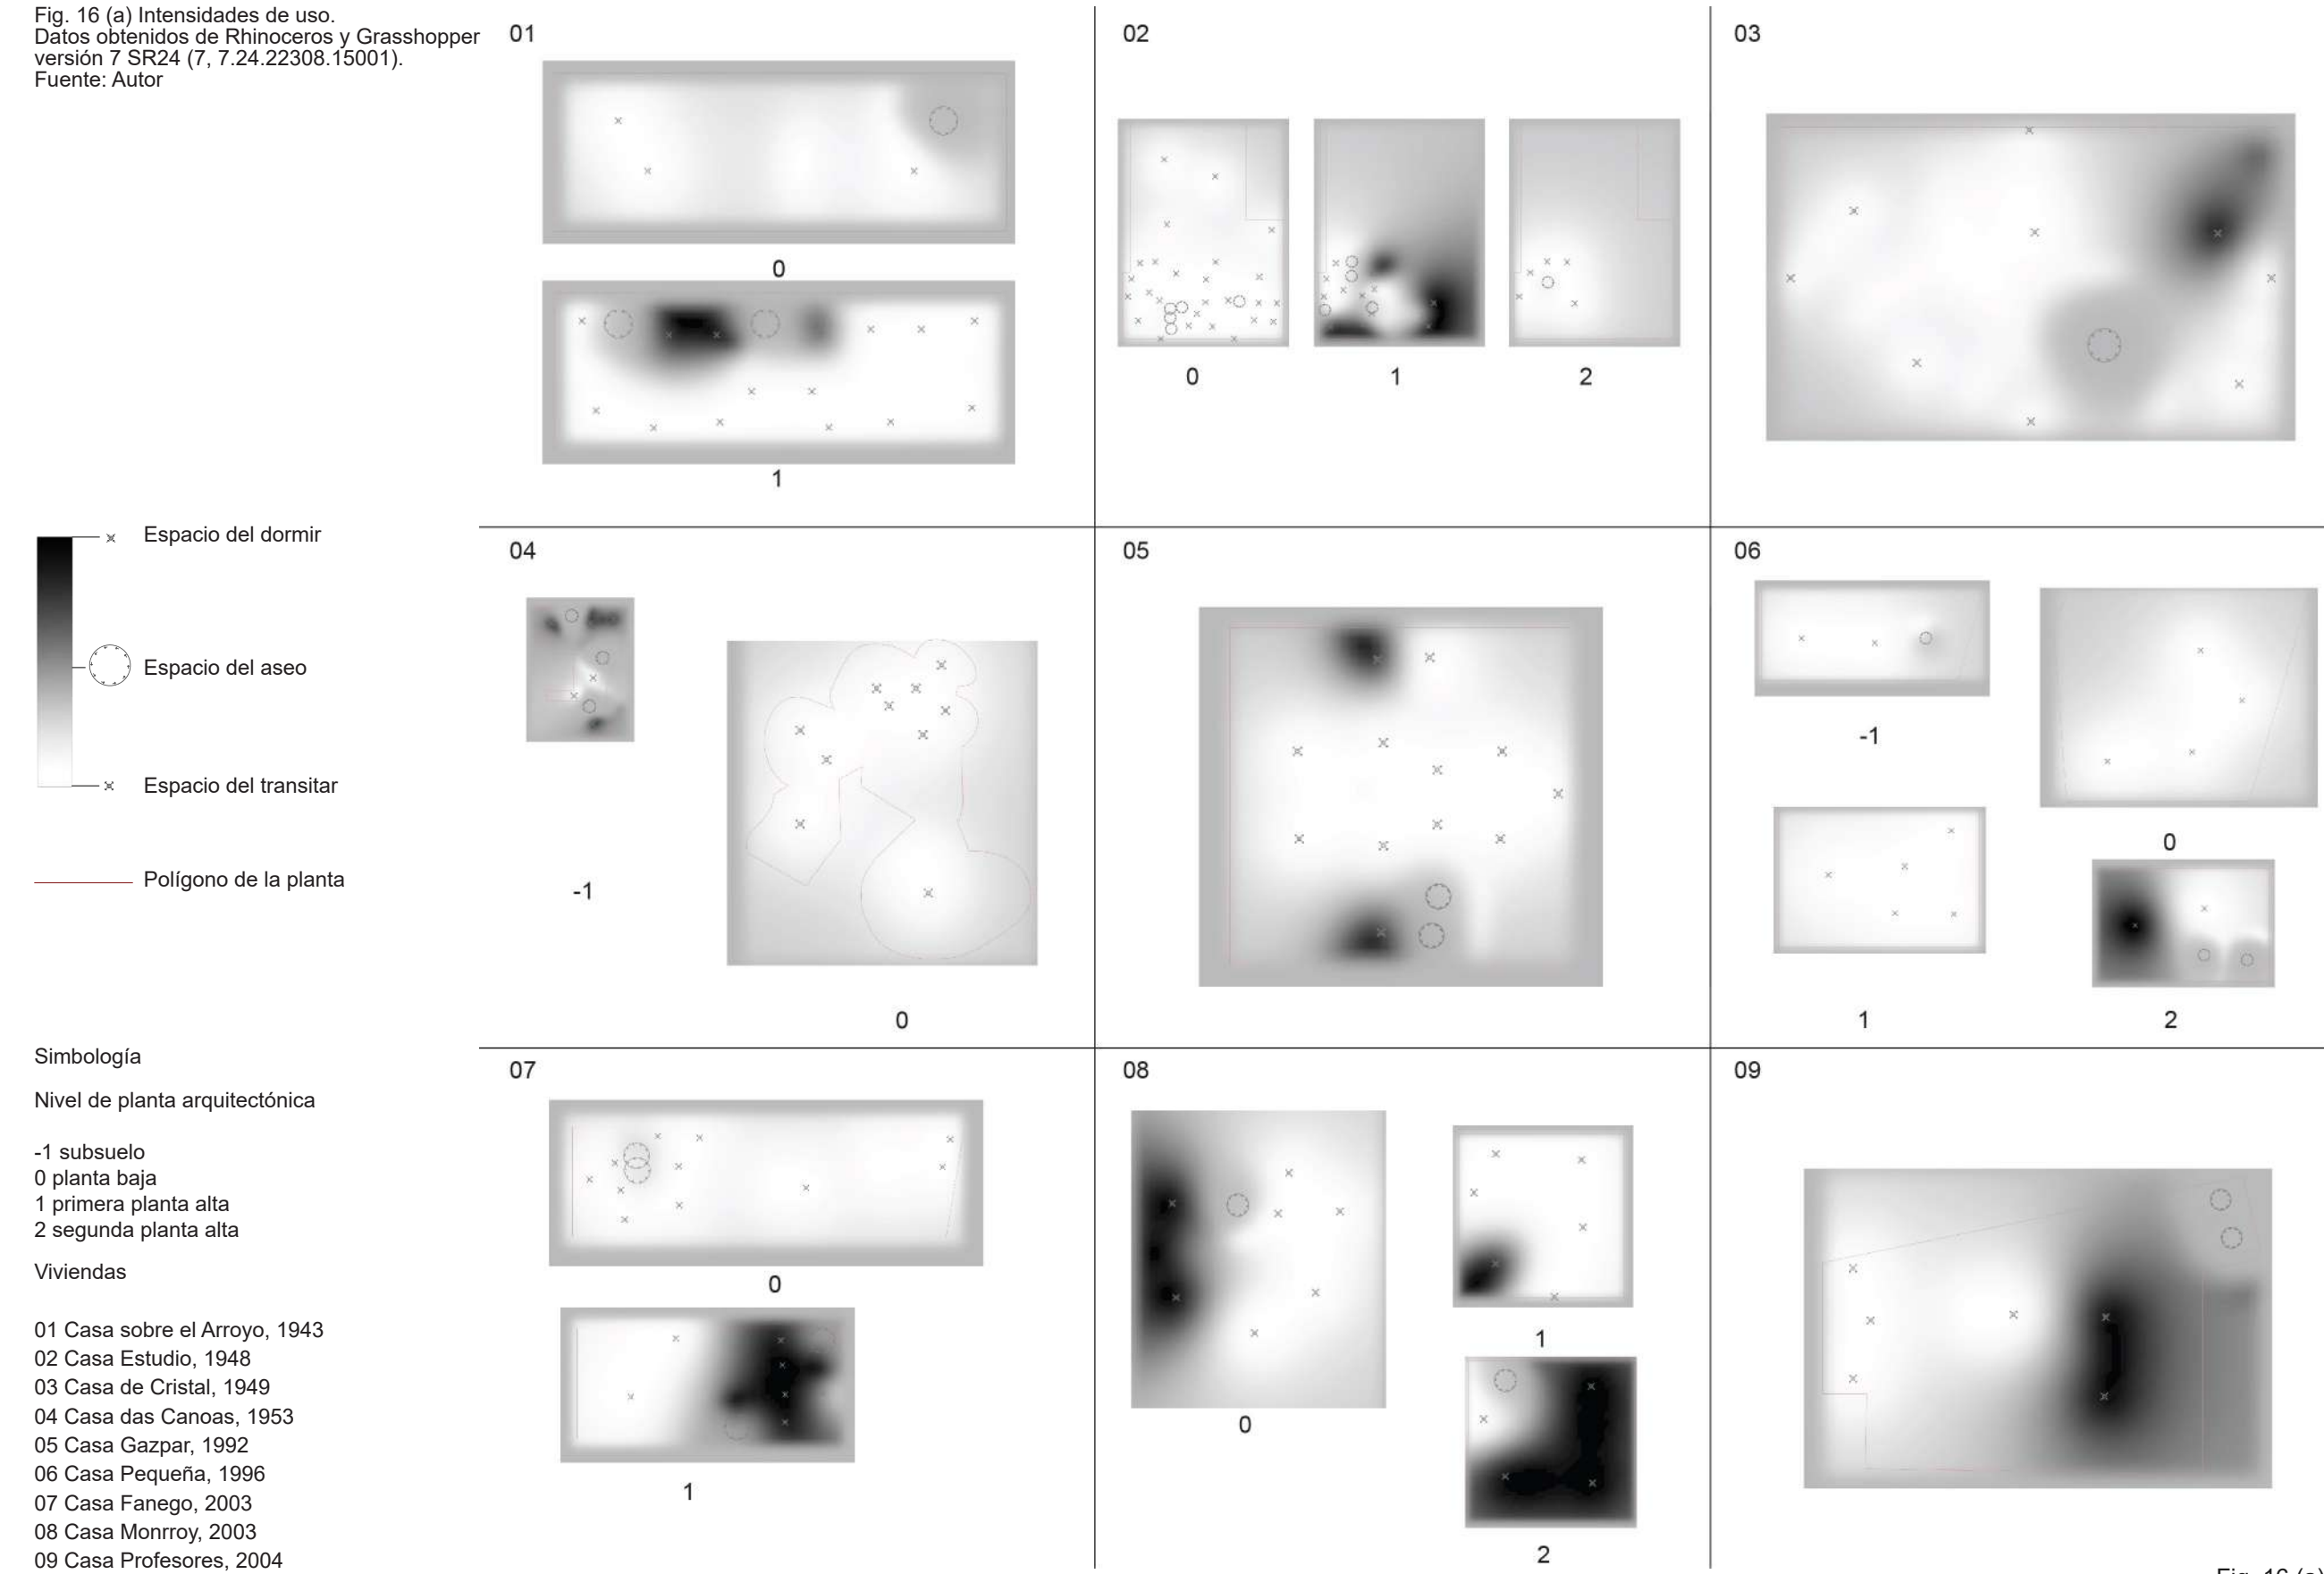 Fig. 16 (a) Intensidades de uso.
Datos obtenidos de Rhinoceros y Grasshopper
versión 7 SR24 (7, 7.24.22308.15001).
Fuente: Autor
01
0
1
02
0
1
2
03
Espacio del dormir
Espacio del aseo
Espacio del transitar
Polígono de la planta
04
-1
0
05
06
-1
0
1
2
Simbología
Nivel de planta arquitectónica
-1 subsuelo
0 planta baja
1 primera planta alta
2 segunda planta alta
Viviendas
01 Casa sobre el Arroyo, 1943
02 Casa Estudio, 1948
03 Casa de Cristal, 1949
04 Casa das Canoas, 1953
05 Casa Gazpar, 1992
06 Casa Pequeña, 1996
07 Casa Fanego, 2003
08 Casa Monrroy, 2003
09 Casa Profesores, 2004
07
0
1
08
0
1
2
09
Fig. 16 (a)